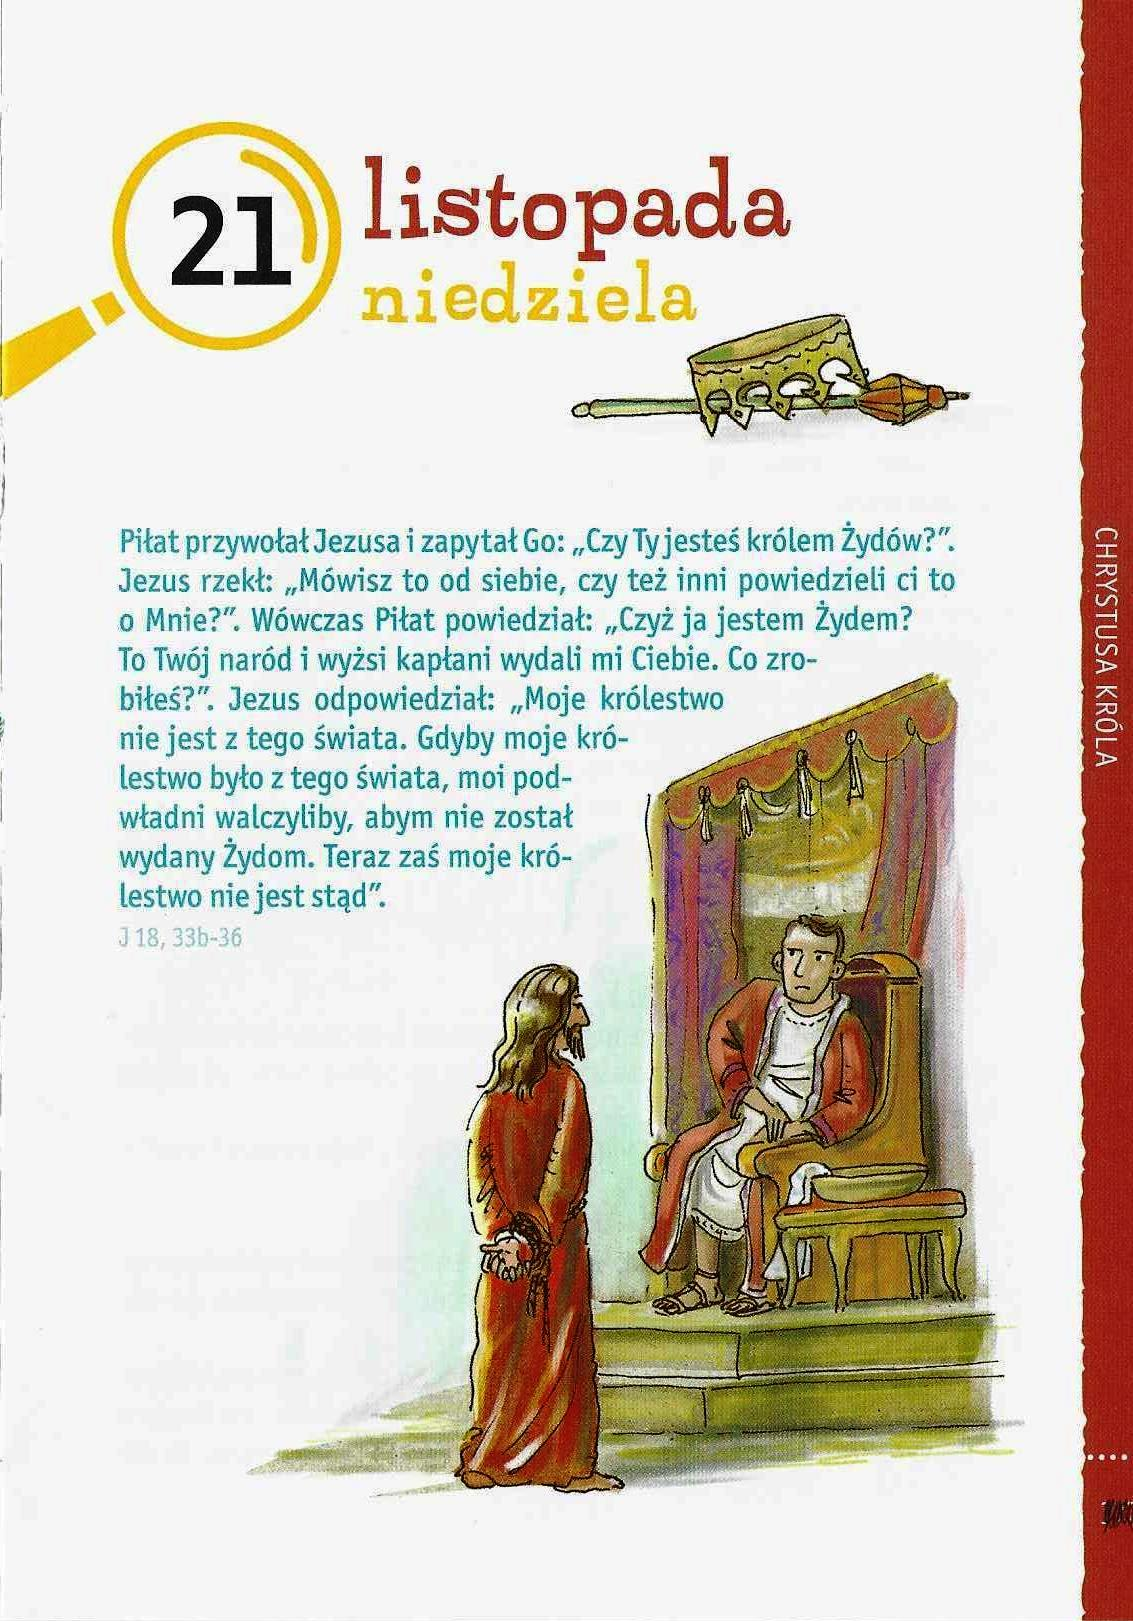 21
listopada
niedziela
Piłat przywołał Jezusa i zapytał Go: „Czy Ty jesteś królem Żydów?”.
Jezus rzekł: „Mówisz to od siebie, czy też inni powiedzieli ci to
o Mnie?”. Wówczas Piłat powiedział: „Czyż ja jestem Żydem?
To Twój naród i wyżsi kapłani wydali mi Ciebie. Co zro-
biłeś?”. Jezus odpowiedział: „Moje królestwo
nie jest z tego świata. Gdyby moje kró-
lestwo było z tego świata, moi pod-
władni walczyliby, abym nie został
wydany Żydom. Teraz zaś moje kró-
lestwo nie jest stąd”.
J 18, 33b-36
CHRYSTUSA KRÓLA